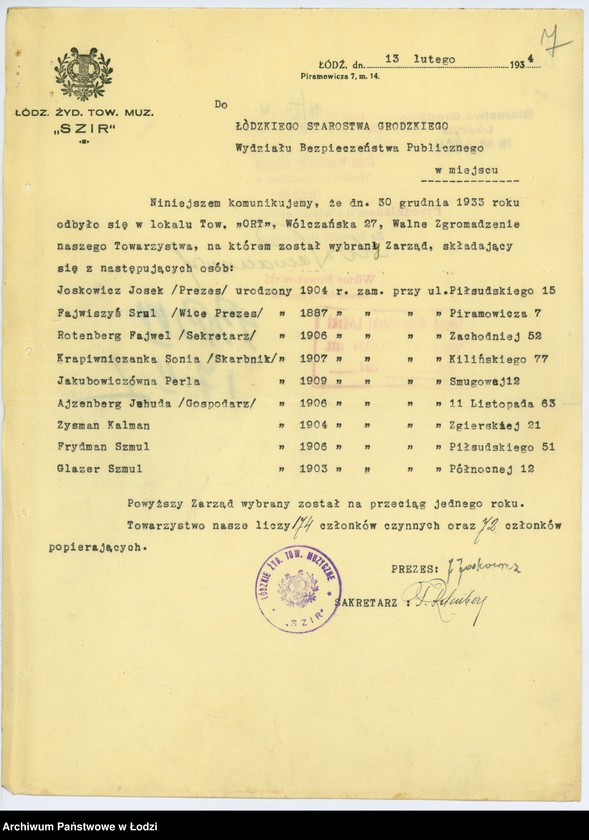 7
ŁÓDŹ, dn. 13 lutego 1934
Piramowicza 7, m. 14.
ŁÓDZ. ŻYD. TOW. MUZ.
„SZIR"
Do
ŁÓDZKIEGO STAROSTWA GRODZKIEGO
Wydziału Bezpieczeństwa Publicznego
w miejscu
Niniejszem komunikujemy, że dn. 30 grudnia 1933 roku
odbyło się w lokalu Tow. „ORT", Wólczańska 27, Walne Zgromadzenie
naszego Towarzystwa, na którem został wybrany Zarząd, składający
się z następujących osób:
Joskowicz Josek /Prezes/ urodzony 1904 r. zam. przy ul. Piłsudskiego 15
Fajwiszyś Srul /Wice Prezes/ " 1887 " " " " Piramowicza 7
Rotenberg Fajwel /Sekretarz/ " 1906 " " " " Zachodniej 52
Krapiwniczanka Sonia /Skarbnik/ " 1907 " " " " Kilińskiego 77
Jakubowiczówna Perla " 1909 " " " " Smugowej 12
Ajzenberg Jehuda /Gospodarz/ " 1906 " " " " 11 Listopada 63
Zysman Kalman " 1904 " " " " Zgierskiej 21
Frydman Szmul " 1906 " " " " Piłsudskiego 51
Glazer Szmul " 1903 " " " " Północnej 12
Powyższy Zarząd wybrany został na przeciąg jednego roku.
Towarzystwo nasze liczy 174 członków czynnych oraz 72 członków
popierających.
ŁÓDZKIE ŻYD. TOW. MUZYCZNE
"SZIR"
PREZES: J Joskowicz
SAKRETARZ : F. Rotenberg
Archiwum Państwowe w Łodzi